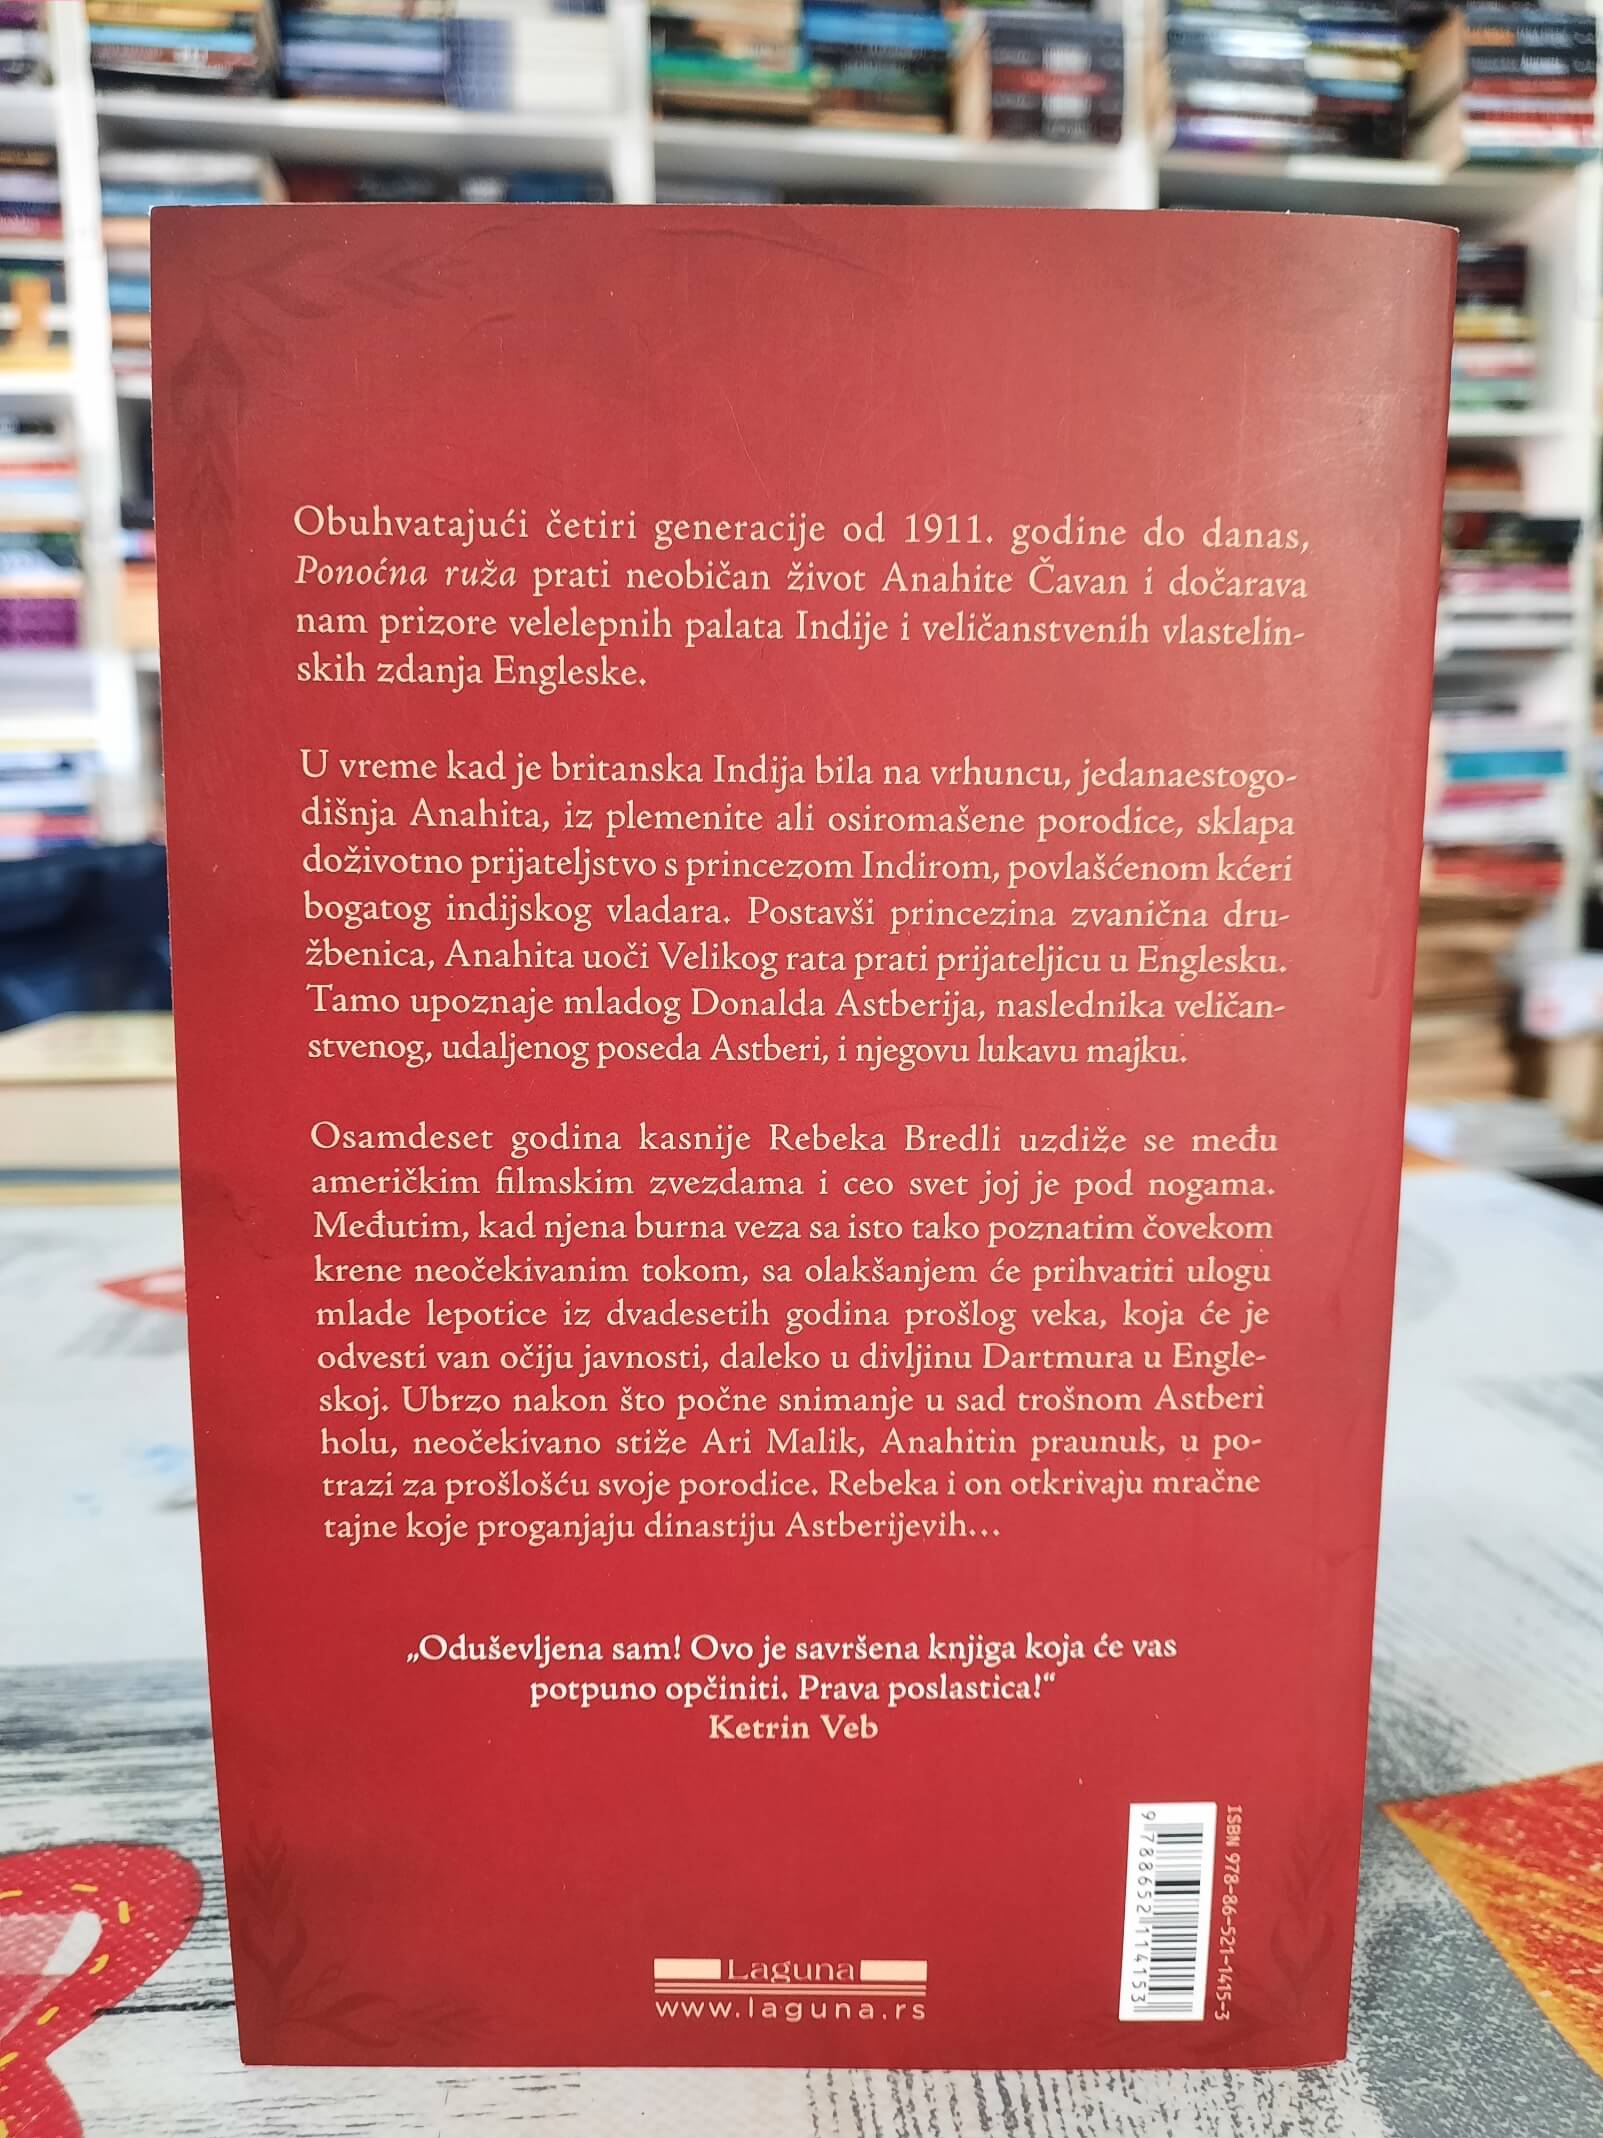 Obuhvatajući četiri generacije od 1911. godine do danas,
Ponoćna ruža prati neobičan život Anahite Čavan i dočarava
nam prizore velelepnih palata Indije i veličanstvenih vlastelin-
skih zdanja Engleske.
U vreme kad je britanska Indija bila na vrhuncu, jedanaestogo-
dišnja Anahita, iz plemenite ali osiromašene porodice, sklapa
doživotno prijateljstvo s princezom Indirom, povlašćenom kćeri
bogatog indijskog vladara. Postavši princezina zvanična dru-
žbenica, Anahita uoči Velikog rata prati prijateljicu u Englesku.
Tamo upoznaje mladog Donalda Astberija, naslednika veličan-
stvenog, udaljenog poseda Astberi, i njegovu lukavu majku.
Osamdeset godina kasnije Rebeka Bredli uzdiže se među
američkim filmskim zvezdama i ceo svet joj je pod nogama.
Međutim, kad njena burna veza sa isto tako poznatim čovekom
krene neočekivanim tokom, sa olakšanjem će prihvatiti ulogu
mlade lepotice iz dvadesetih godina prošlog veka, koja će je
odvesti van očiju javnosti, daleko u divljinu Dartmura u Engle-
skoj. Ubrzo nakon što počne snimanje u sad trošnom Astberi
holu, neočekivano stiže Ari Malik, Anahitin praunuk, u po-
trazi za prošlošću svoje porodice. Rebeka i on otkrivaju mračne
tajne koje proganjaju dinastiju Astberijevih...
„Oduševljena sam! Ovo je savršena knjiga koja će vas
potpuno opčiniti. Prava poslastica!“
Ketrin Veb
ISBN 978-86-521-1415-3
9 788652 114153
Laguna
www.laguna.rs